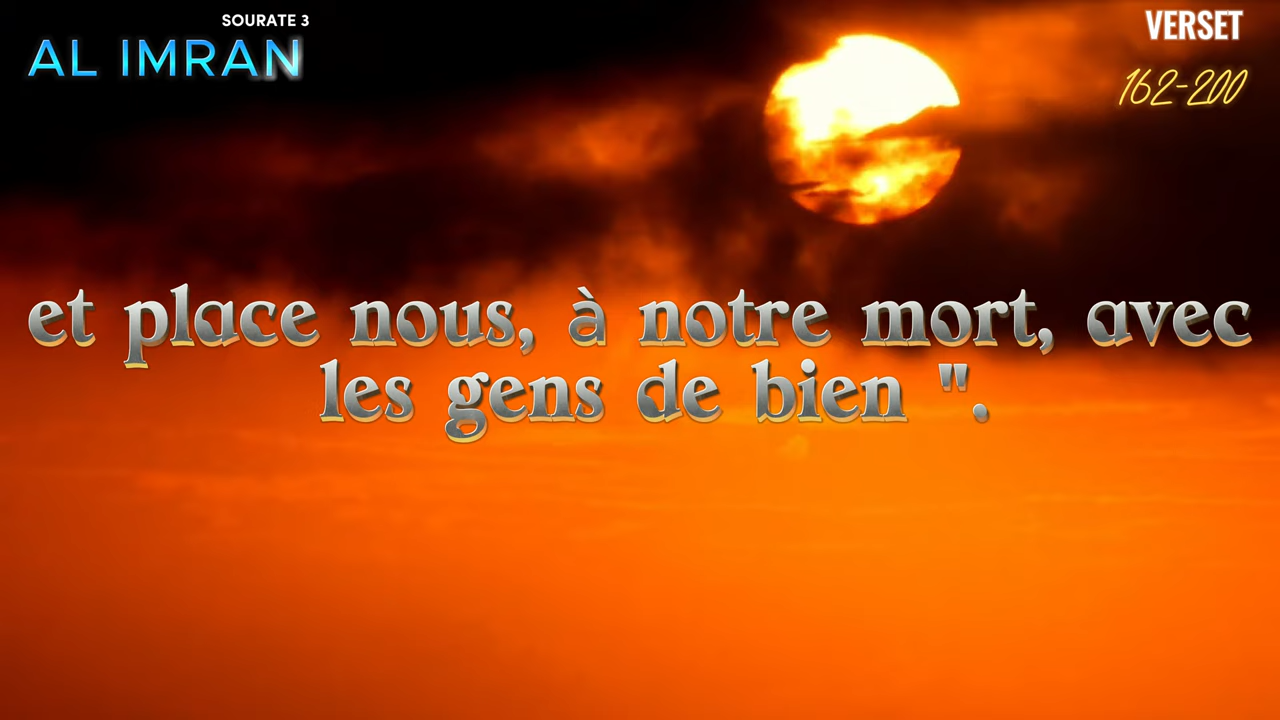 SOURATE 3
AL IMRAN
VERSET
162-200
et place nous, à notre mort, avec
les gens de bien ".